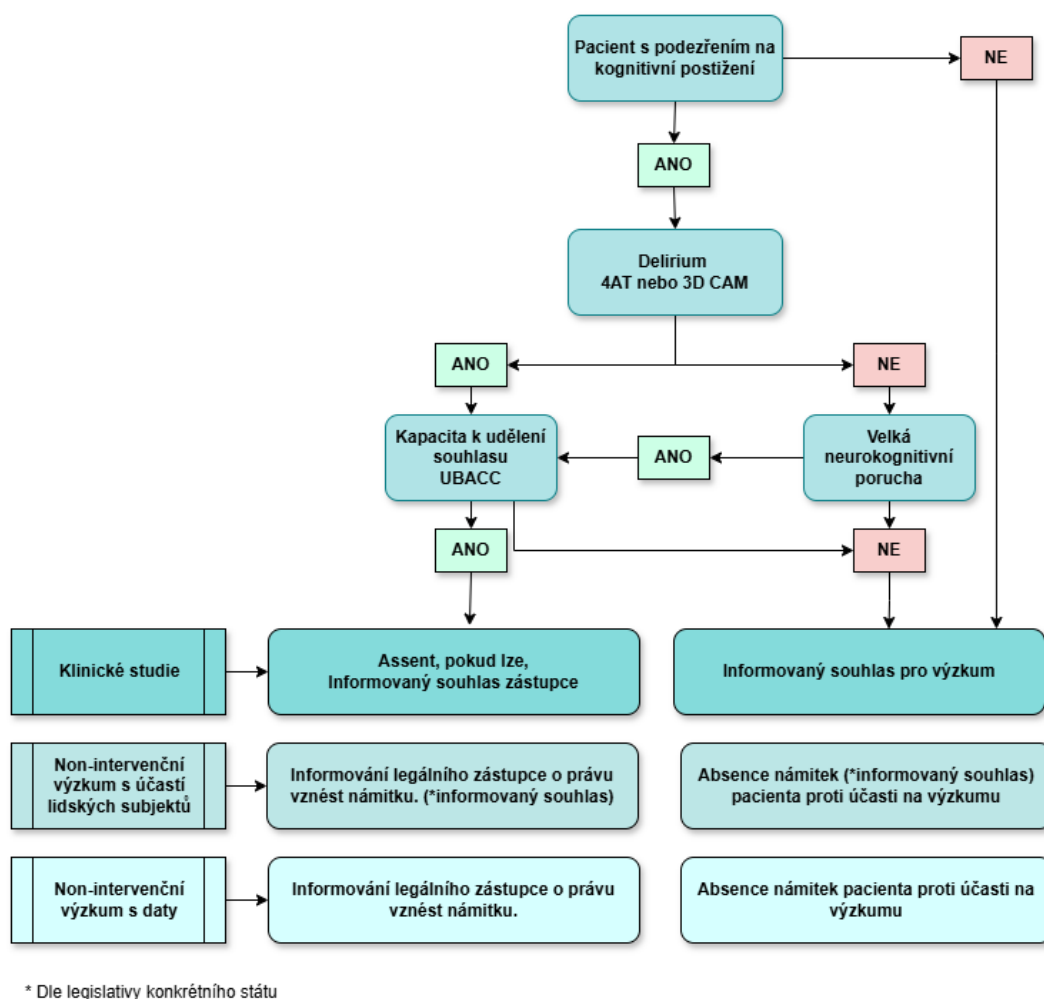 Pacient s podezřením na
kognitivní postižení
NE
ANO
Delirium
4AT nebo 3D CAM
ANO
NE
Kapacita k udělení
souhlasu
UBACC
ANO
Velká
neurokognitivní
porucha
ANO
NE
Klinické studie
Assent, pokud lze,
Informovaný souhlas zástupce
Informovaný souhlas pro výzkum
Non-intervenční
výzkum s účastí
lidských subjektů
Informování legálního zástupce o právu
vznést námitku. (*informovaný souhlas)
Absence námitek (*informovaný souhlas)
pacienta proti účasti na výzkumu
Non-intervenční
výzkum s daty
Informování legálního zástupce o právu
vznést námitku.
Absence námitek pacienta proti účasti na
výzkumu
* Dle legislativy konkrétního státu